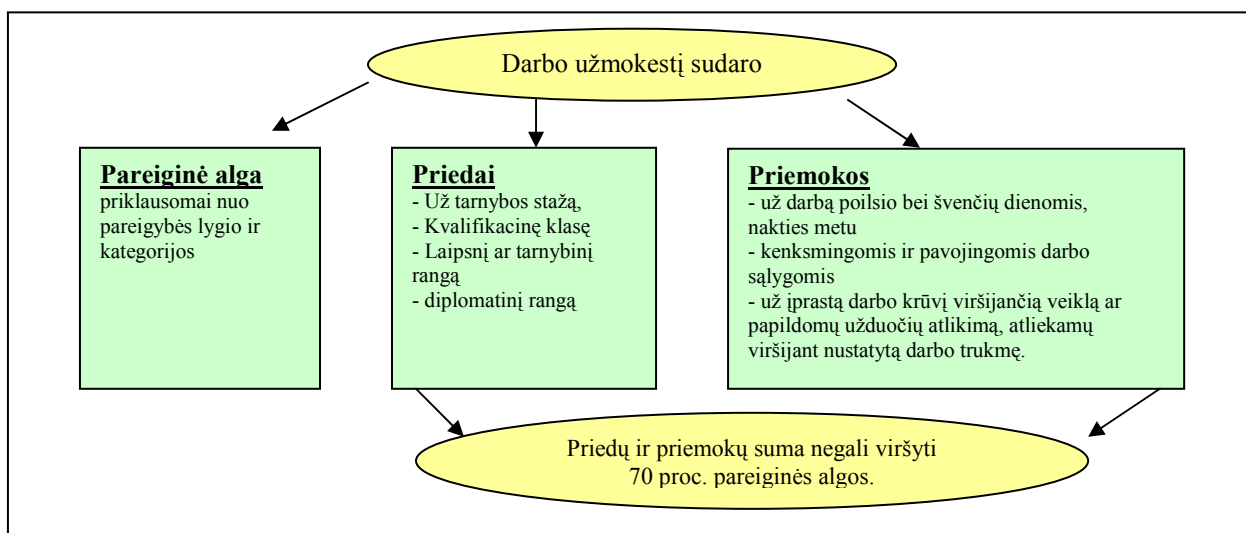 Darbo užmokestį sudaro
Pareiginė alga
priklausomai nuo
pareigybės lygio ir
kategorijos
Priedai
- Už tarnybos stažą,
- Kvalifikacinę klasę
- Laipsnį ar tarnybinį
rangą
- diplomatinį rangą
Priemokos
- už darbą poilsio bei švenčių dienomis,
nakties metu
- kenksmingomis ir pavojingomis darbo
sąlygomis
- už įprastą darbo krūvį viršijančią veiklą ar
papildomų užduočių atlikimą, atliekamų
viršijant nustatytą darbo trukmę.
Priedų ir priemokų suma negali viršyti
70 proc. pareiginės algos.